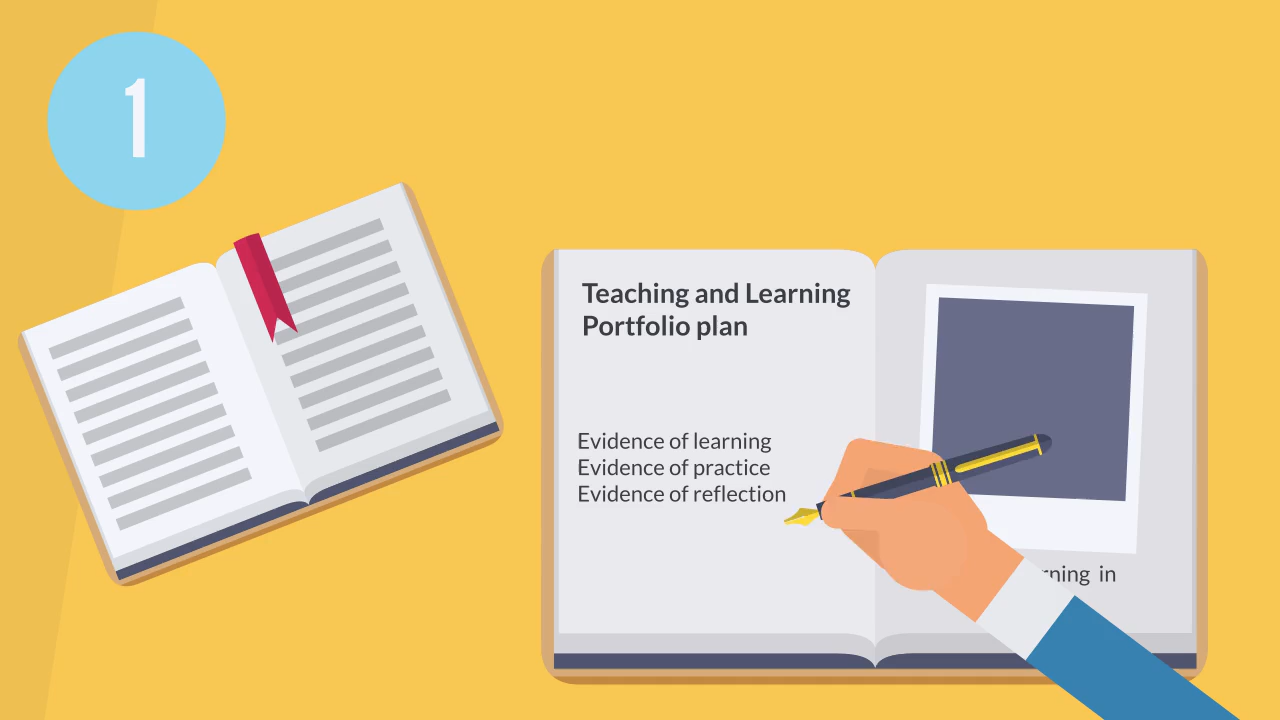 1
Teaching and Learning
Portfolio plan
Evidence of learning
Evidence of practice
Evidence of reflection
in